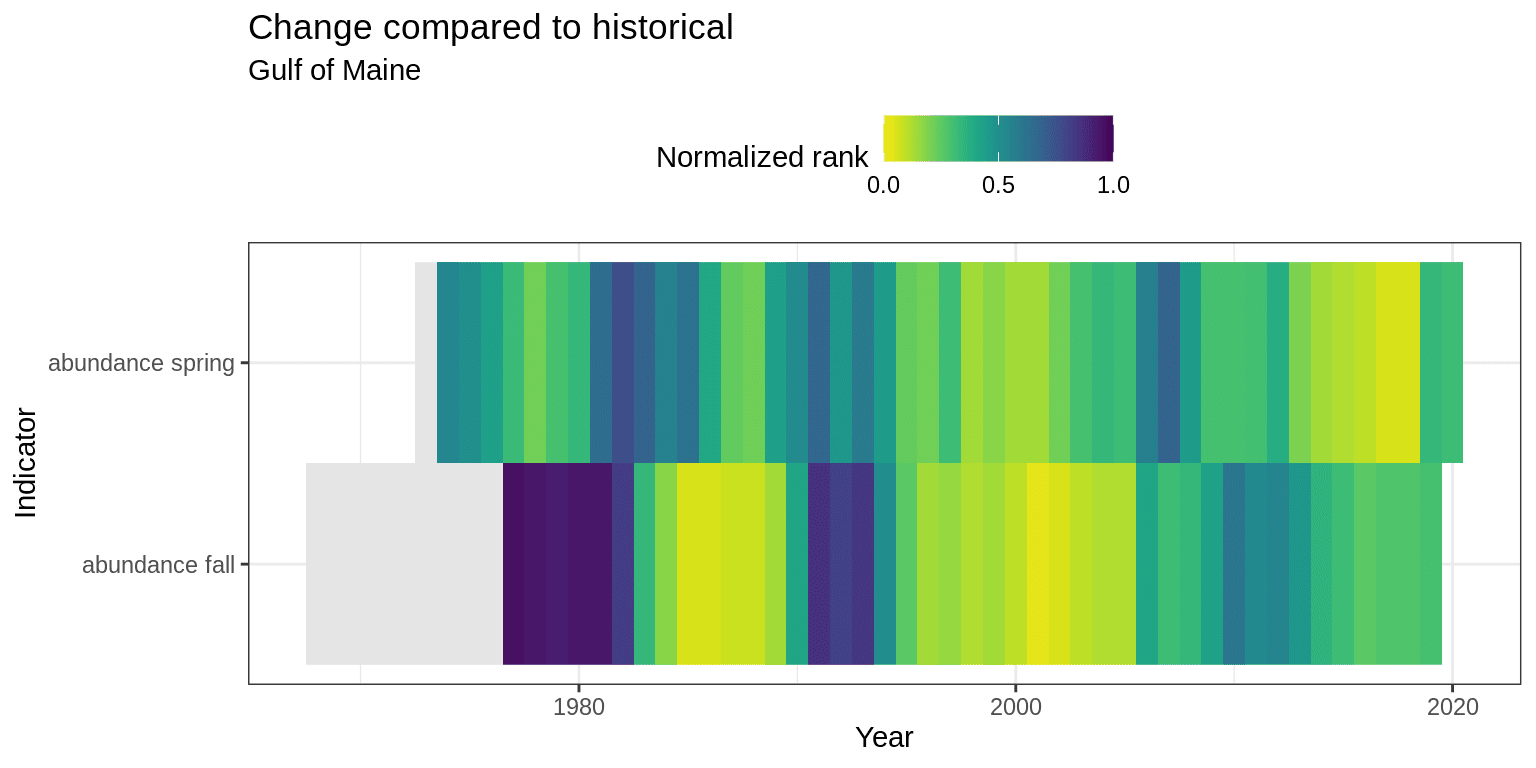 Change compared to historical
Gulf of Maine
Normalized rank
0.0 0.5 1.0
abundance spring
abundance fall
Indicator
1980 2000 2020
Year